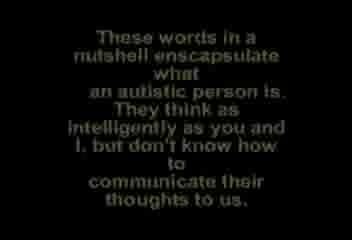 These words in a
nutshell enscapsulate
what
an autistic person is.
They think as
intelligently as you and
I, but don't know how
to
communicate their
thoughts to us.